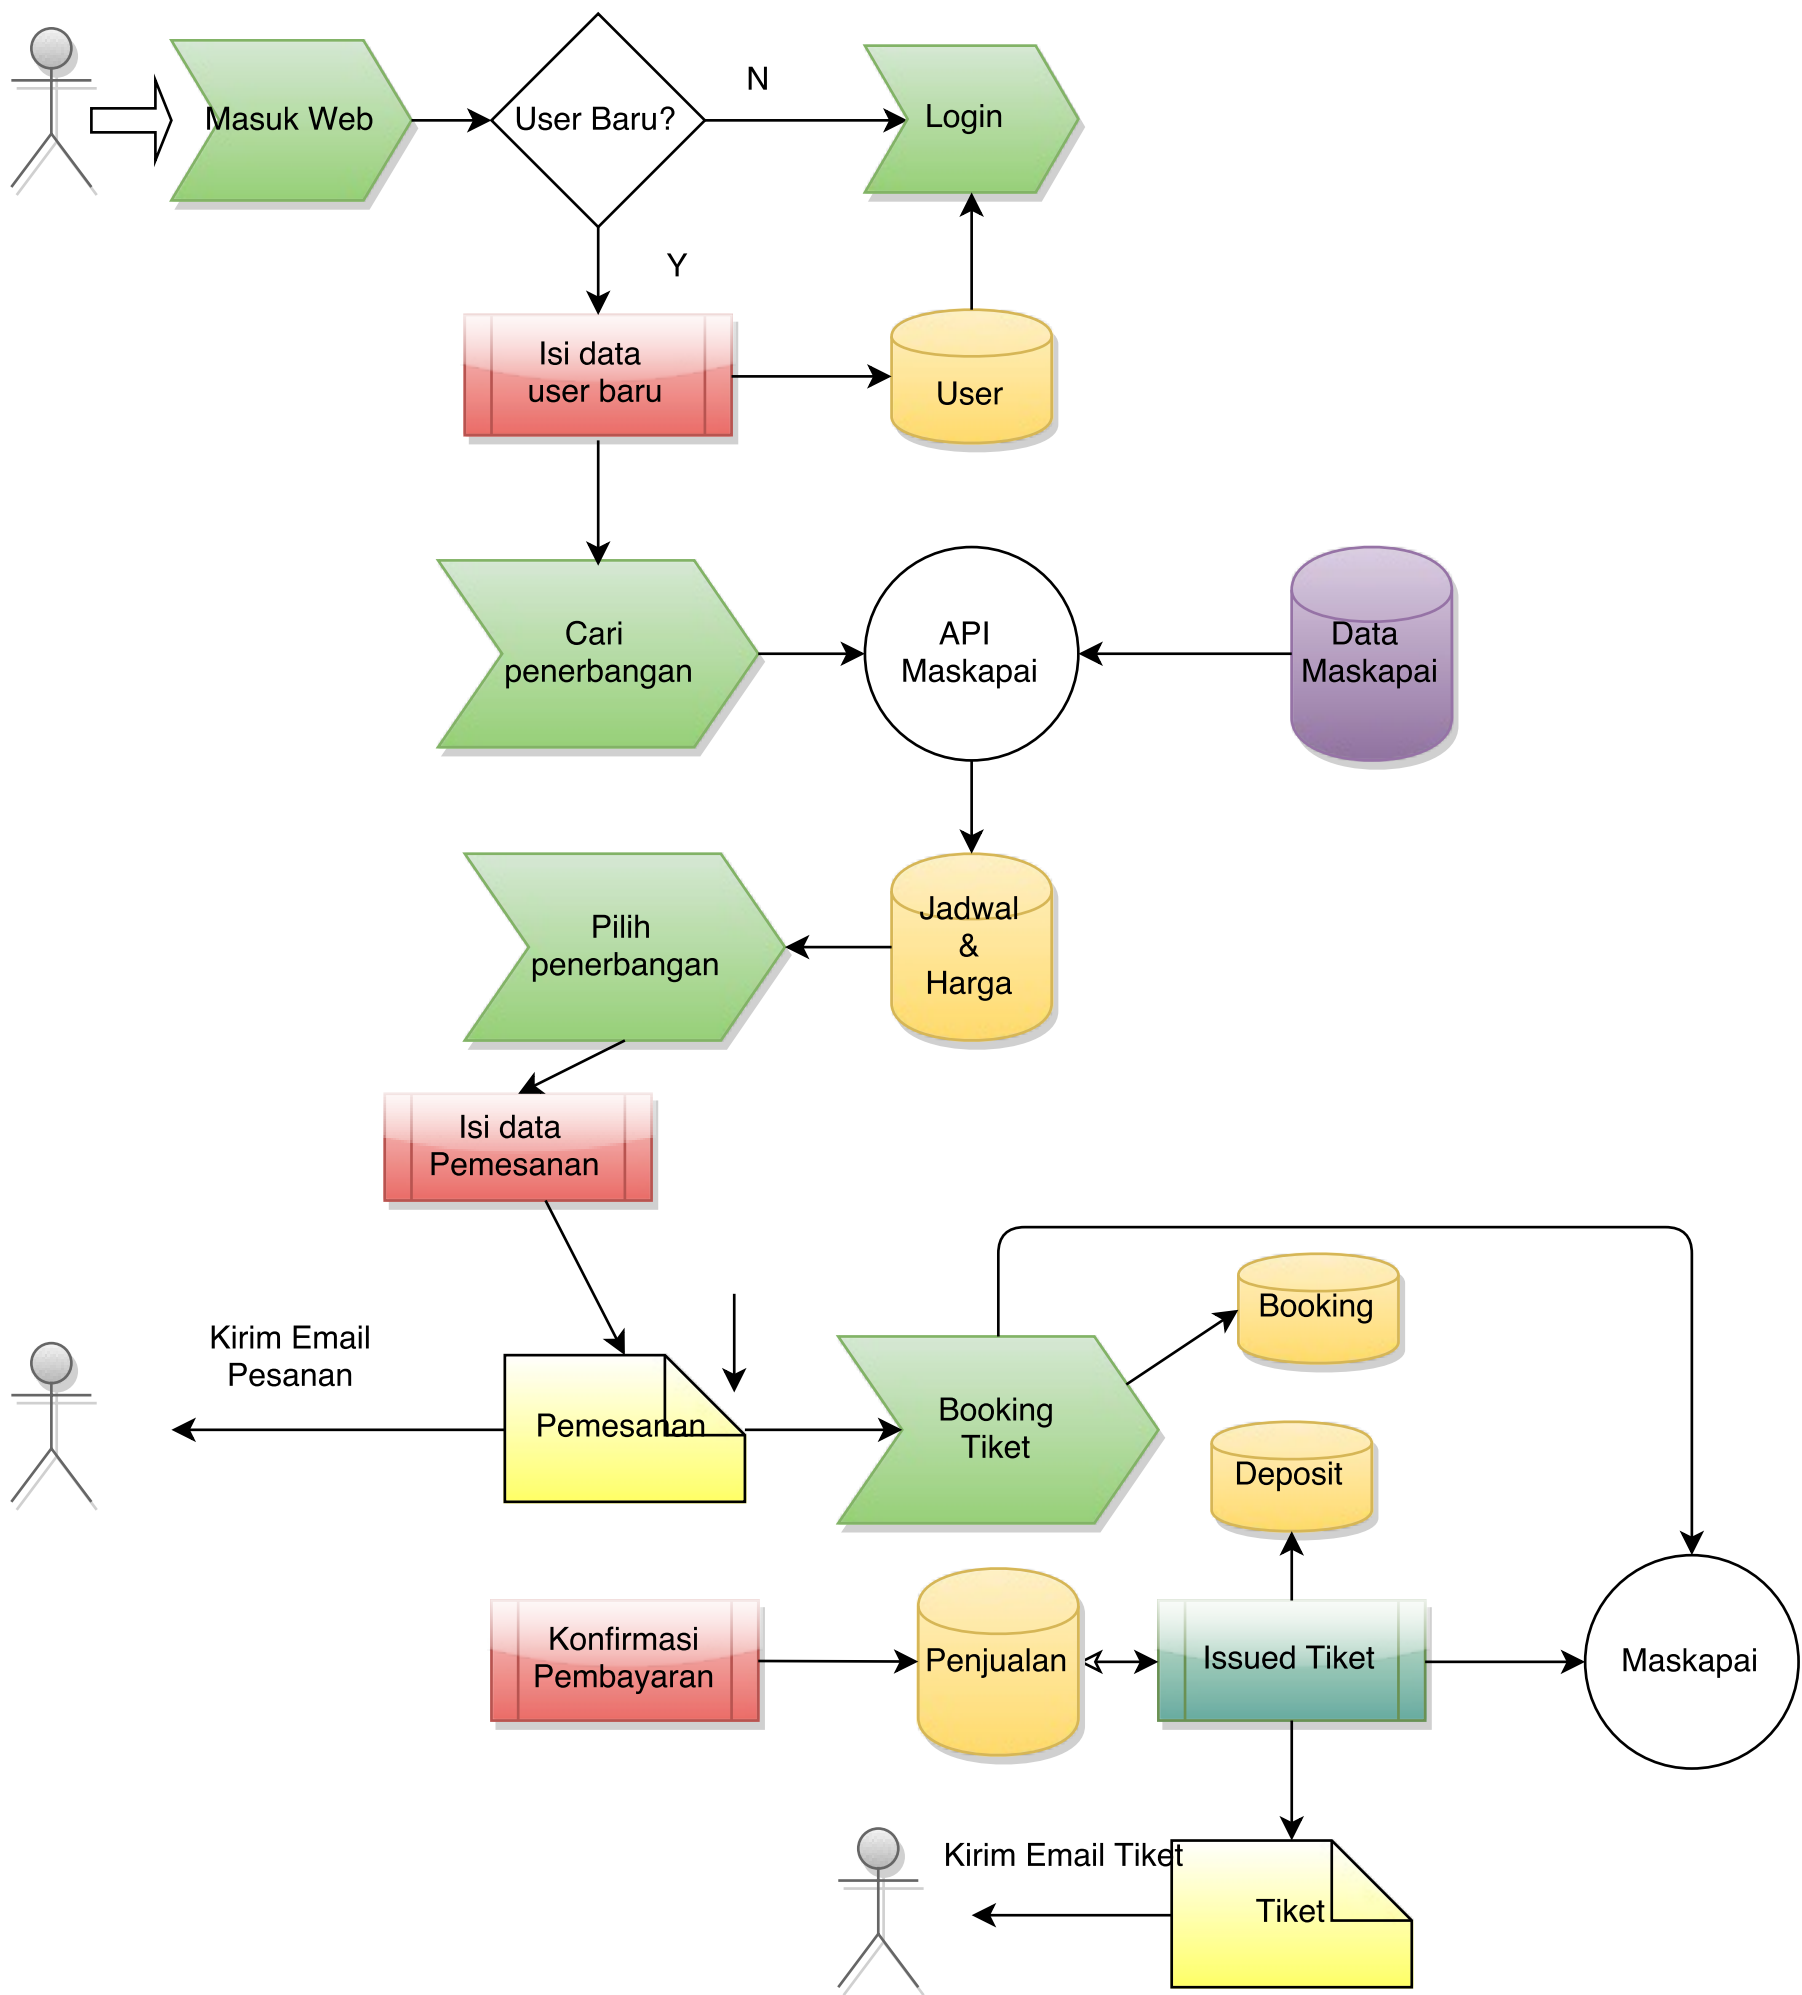 Masuk Web
User Baru?
N
Login
Y
Isi data
user baru
User
Cari
penerbangan
API
Maskapai
Data
Maskapai
Pilih
penerbangan
Jadwal
&
Harga
Isi data
Pemesanan
Kirim Email
Pesanan
Pemesanan
Booking
Tiket
Booking
Deposit
Konfirmasi
Pembayaran
Penjualan
Issued Tiket
Maskapai
Kirim Email Tiket
Tiket